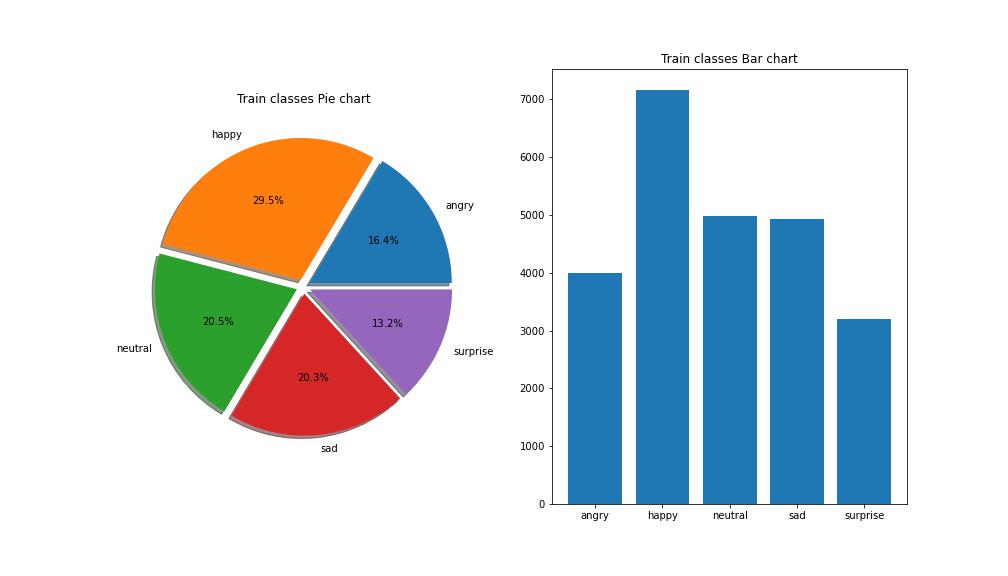 Train classes Pie chart
happy
angry
29.5%
16.4%
20.5%
13.2%
neutral
surprise
20.3%
sad
Train classes Bar chart
7000
6000
5000
4000
3000
2000
1000
0
angry happy neutral sad surprise